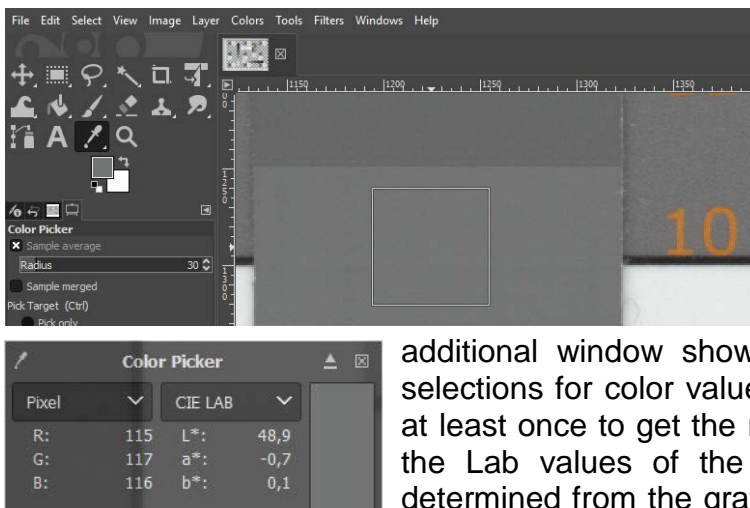 File Edit Select View Image Layer Colors Tools Filters Windows Help
1150 1200 1250 1300 1350
Color Picker
Sample average
Radius 30
Sample merged
Pick Target (Ctrl)
Pick only
10
Color Picker
Pixel CIE LAB
R: 115 L*: 48,9
G: 117 a*: -0,7
B: 116 b*: 0,1
additional window show
selections for color value
at least once to get the
the Lab values of the
determined from the gra